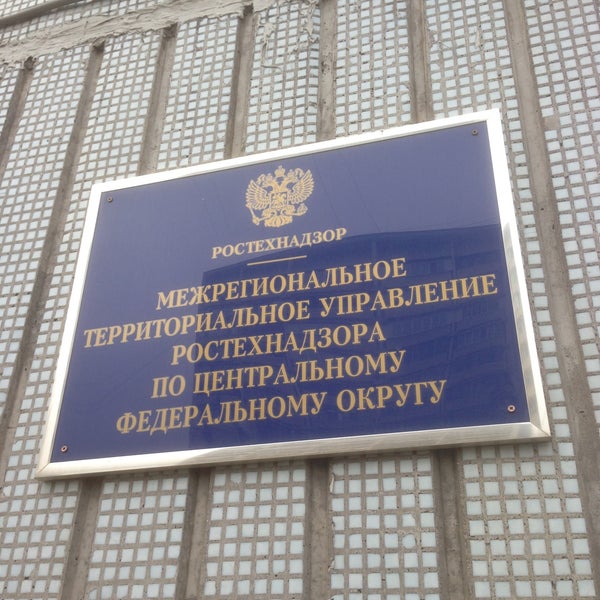 РОСТЕХНАДЗОР
МЕЖРЕГИОНАЛЬНОЕ
ТЕРРИТОРИАЛЬНОЕ УПРАВЛЕНИЕ
РОСТЕХНАДЗОРА
ПО ЦЕНТРАЛЬНОМУ
ФЕДЕРАЛЬНОМУ ОКРУГУ